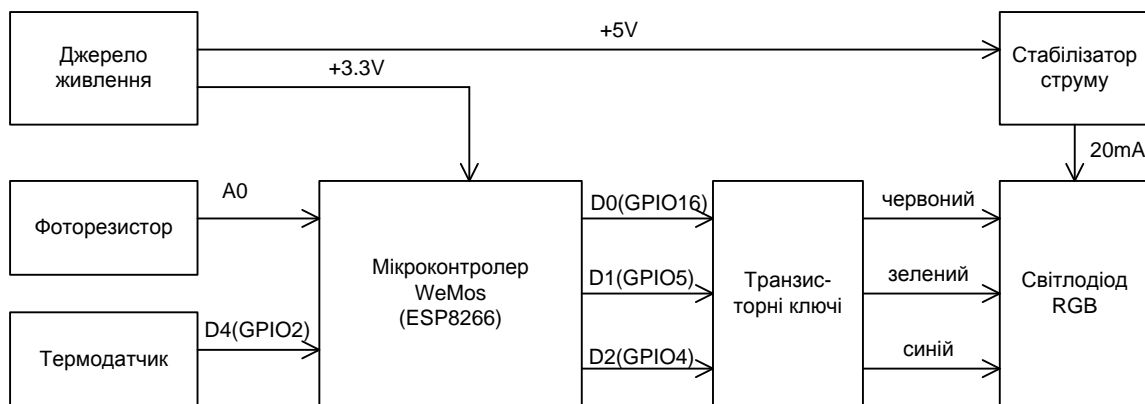 Джерело
живлення
+5V
+3.3V
Стабілізатор
струму
20mA
Фоторезистор
A0
Термодатчик
D4(GPIO2)
Мікроконтролер
WeMos
(ESP8266)
D0(GPIO16)
D1(GPIO5)
D2(GPIO4)
Транзис-
торні ключі
червоний
зелений
синій
Світлодіод
RGB